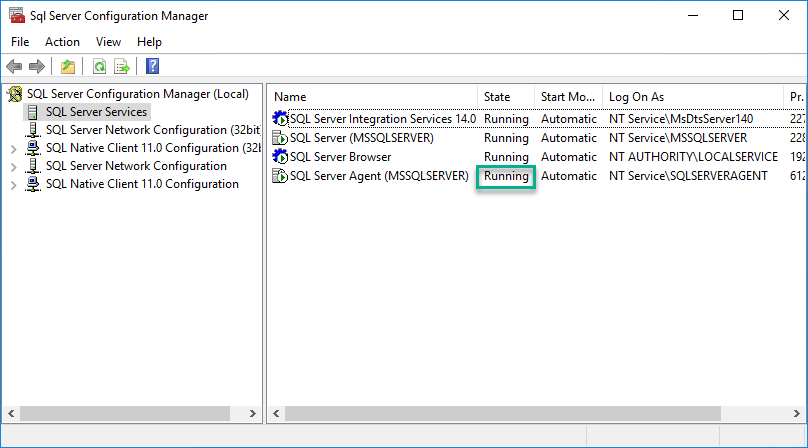 Sql Server Configuration Manager
File Action View Help
SQL Server Configuration Manager (Local)
SQL Server Services
SQL Server Network Configuration (32bit
SQL Native Client 11.0 Configuration (32b
SQL Server Network Configuration
SQL Native Client 11.0 Configuration
Name State Start Mo... Log On As Pr.
SQL Server Integration Services 14.0 Running Automatic NT Service\MsDtsServer140 227
SQL Server (MSSQLSERVER) Running Automatic NT Service\MSSQLSERVER 228
SQL Server Browser Running Automatic NT AUTHORITY\LOCALSERVICE 192
SQL Server Agent (MSSQLSERVER) Running Automatic NT Service\SQLSERVERAGENT 612